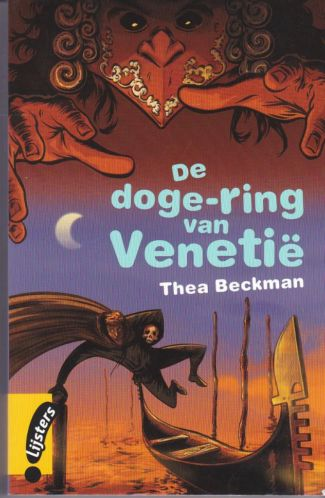 De
doge-ring
van
Venetië
Thea Beckman
Lijsters